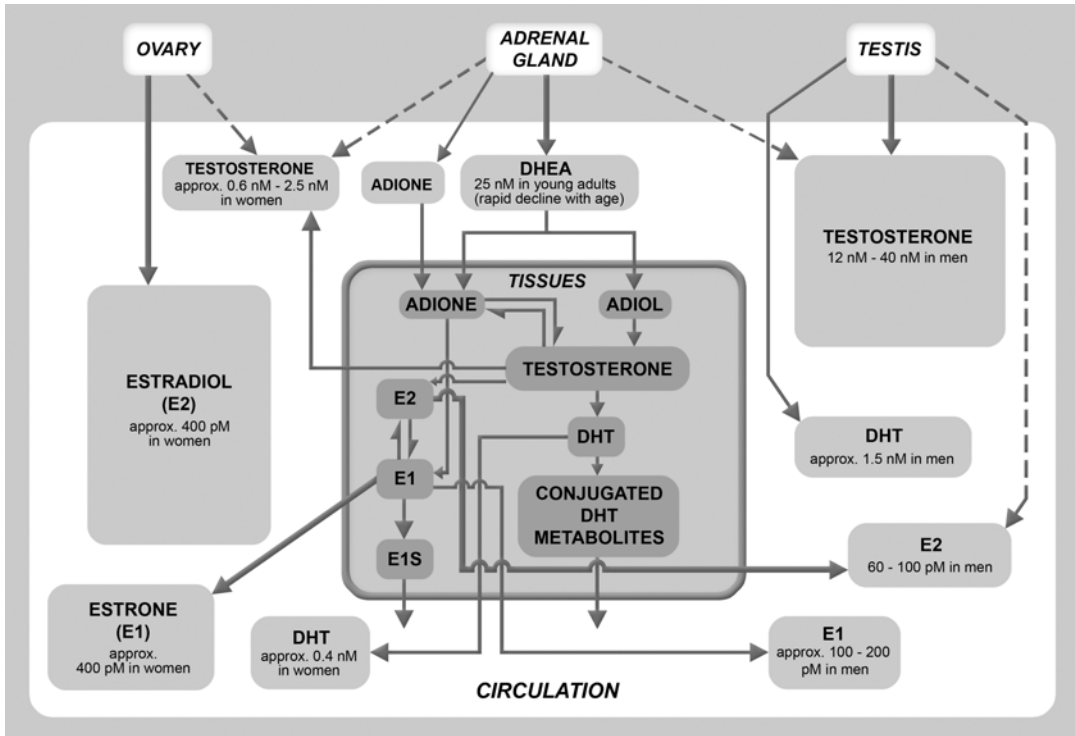 OVARY
ADRENAL
GLAND
TESTIS
TESTOSTERONE
approx. 0.6 nM - 2.5 nM
in women
ADIONE
DHEA
25 nM in young adults
(rapid decline with age)
TESTOSTERONE
12 nM - 40 nM in men
TISSUES
ADIONE
ADIOL
TESTOSTERONE
ESTRADIOL
(E2)
approx. 400 pM
in women
E2
DHT
DHT
approx. 1.5 nM in men
E1
CONJUGATED
DHT
METABOLITES
E1S
E2
60 - 100 pM in men
ESTRONE
(E1)
approx.
400 pM in women
DHT
approx. 0.4 nM
in women
E1
approx. 100 - 200
pM in men
CIRCULATION